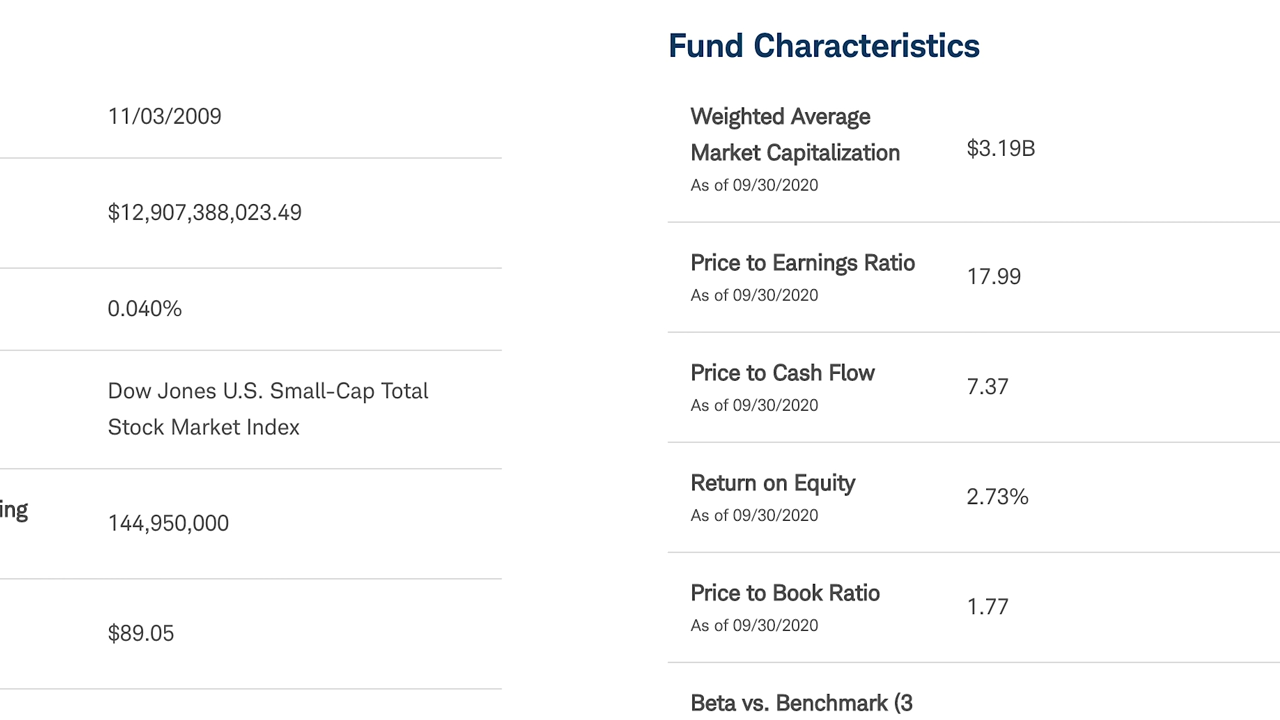 11/03/2009
$12,907,388,023.49
0.040%
Dow Jones U.S. Small-Cap Total
Stock Market Index
ing
144,950,000
$89.05
Fund Characteristics
Weighted Average
Market Capitalization
As of 09/30/2020
$3.19B
Price to Earnings Ratio
As of 09/30/2020
17.99
Price to Cash Flow
As of 09/30/2020
7.37
Return on Equity
As of 09/30/2020
2.73%
Price to Book Ratio
As of 09/30/2020
1.77
Beta vs. Benchmark (3